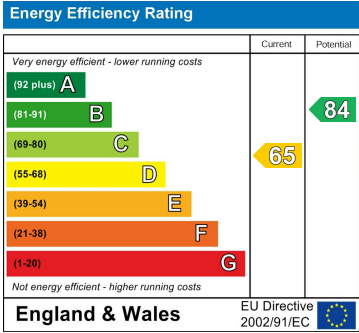 Energy Efficiency Rating
Current Potential
Very energy efficient - lower running costs
(92 plus) A
(81-91) B
84
(69-80) C
65
(55-68) D
(39-54) E
(21-38) F
(1-20) G
Not energy efficient - higher running costs
England & Wales
EU Directive
2002/91/EC